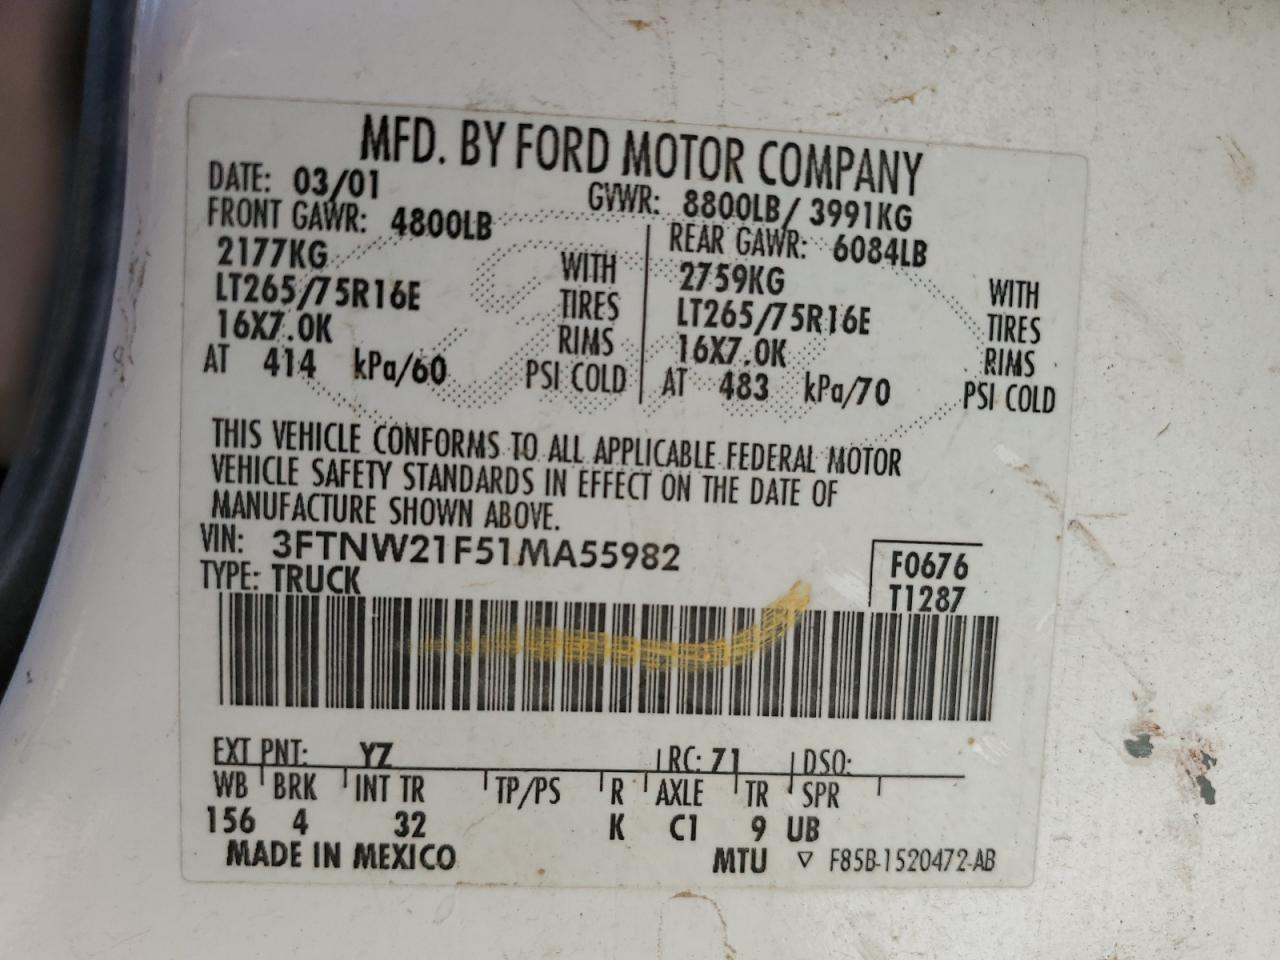 MFD. BY FORD MOTOR COMPANY
DATE: 03/01 GVWR: 8800LB/ 3991KG
FRONT GAWR: 4800LB REAR GAWR: 6084LB
2177KG WITH 2759KG WITH
LT265/75R16E TIRES LT265/75R16E TIRES
16X7.0K RIMS 16X7.0K RIMS
AT 414 kPa/60 PSI COLD AT 483 kPa/70 PSI COLD
THIS VEHICLE CONFORMS TO ALL APPLICABLE FEDERAL MOTOR
VEHICLE SAFETY STANDARDS IN EFFECT ON THE DATE OF
MANUFACTURE SHOWN ABOVE.
VIN: 3FTNW21F51MA55982 F0676
TYPE: TRUCK T1287
EXT PNT: YZ RC: 71 DSO:
WB BRK INT TR TP/PS R AXLE TR SPR
156 4 32 K C1 9 UB
MADE IN MEXICO MTU ▽ F85B-1520472-AB